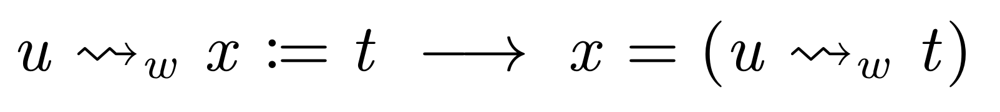 u ⇝_w x := t ⟶ x = (u ⇝_w t)